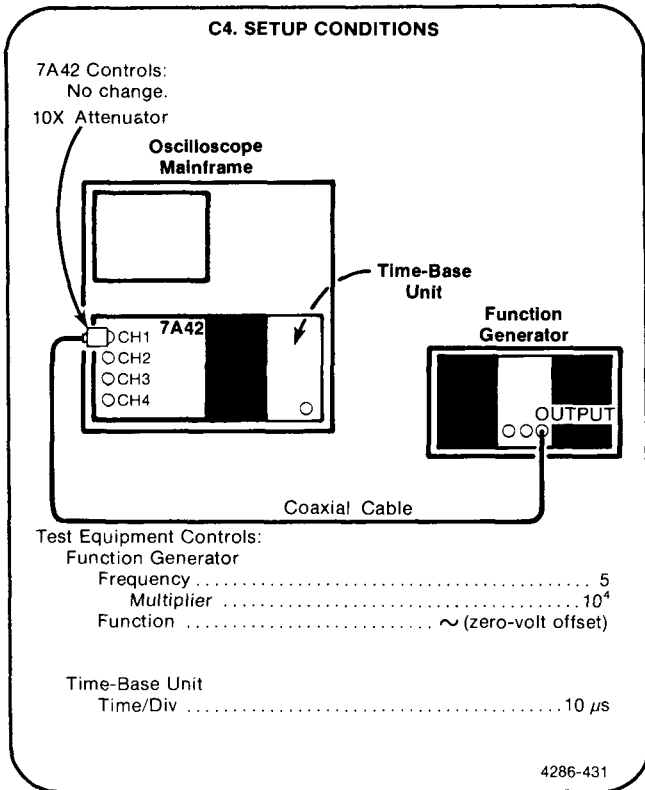 C4. SETUP CONDITIONS
7A42 Controls:
No change.
10X Attenuator
Oscilloscope
Mainframe
Time-Base
Unit
Function
Generator
7A42
CH1
CH2
CH3
CH4
OUTPUT
Coaxial Cable
Test Equipment Controls:
Function Generator
Frequency ............................................ 5
Multiplier ........................................ 10⁴
Function .......................... ~ (zero-volt offset)
Time-Base Unit
Time/Div ........................................ 10 μs
4286-431